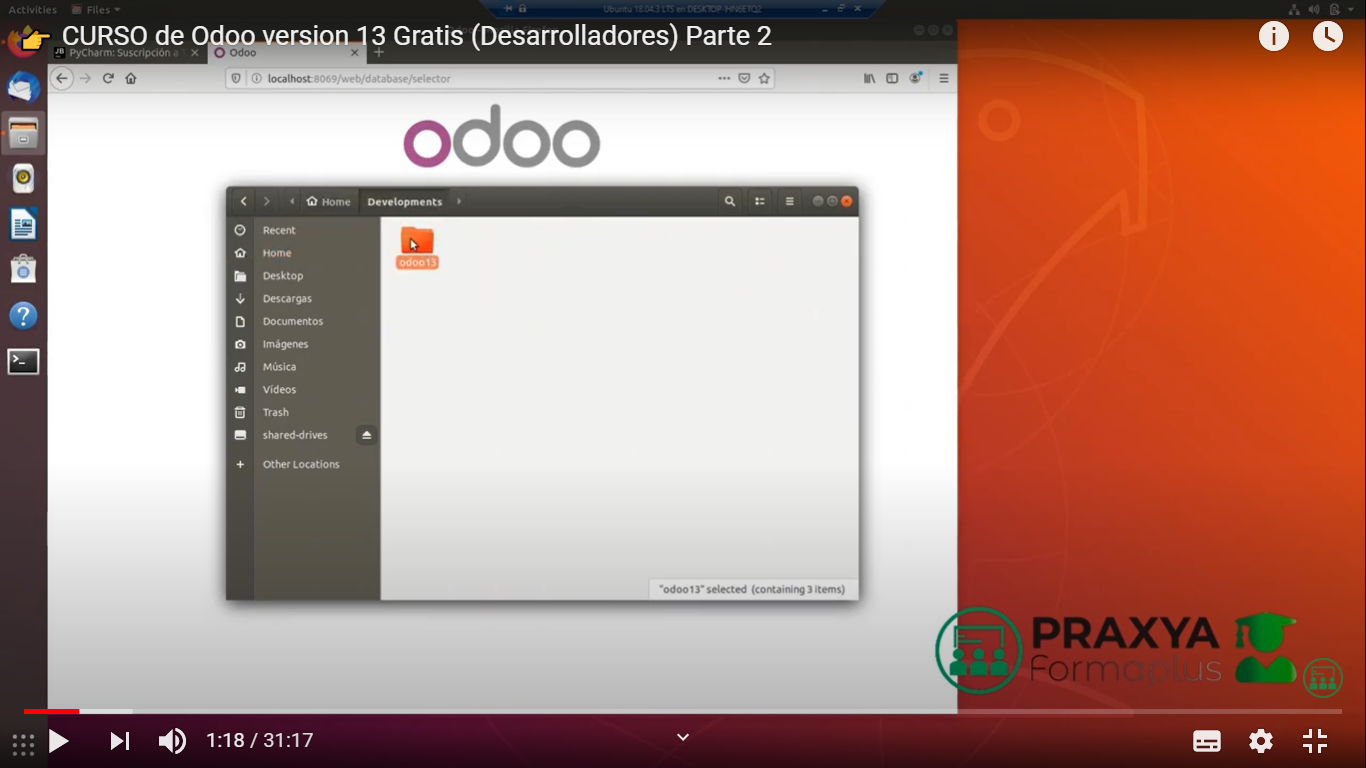 Activities Files
Ubuntu 18.04.3 LTS en DESKTOP-HN6ETQ2
CURSO de Odoo version 13 Gratis (Desarrolladores) Parte 2
PyCharm: Suscripción a
Odoo
localhost:8069/web/database/selector
odoo
Home Developments
Recent
Home
Desktop
Descargas
Documentos
Imágenes
Música
Vídeos
Trash
shared-drives
Other Locations
odoo13
"odoo13" selected (containing 3 items)
PRAXYA
Formaplus
1:18 / 31:17